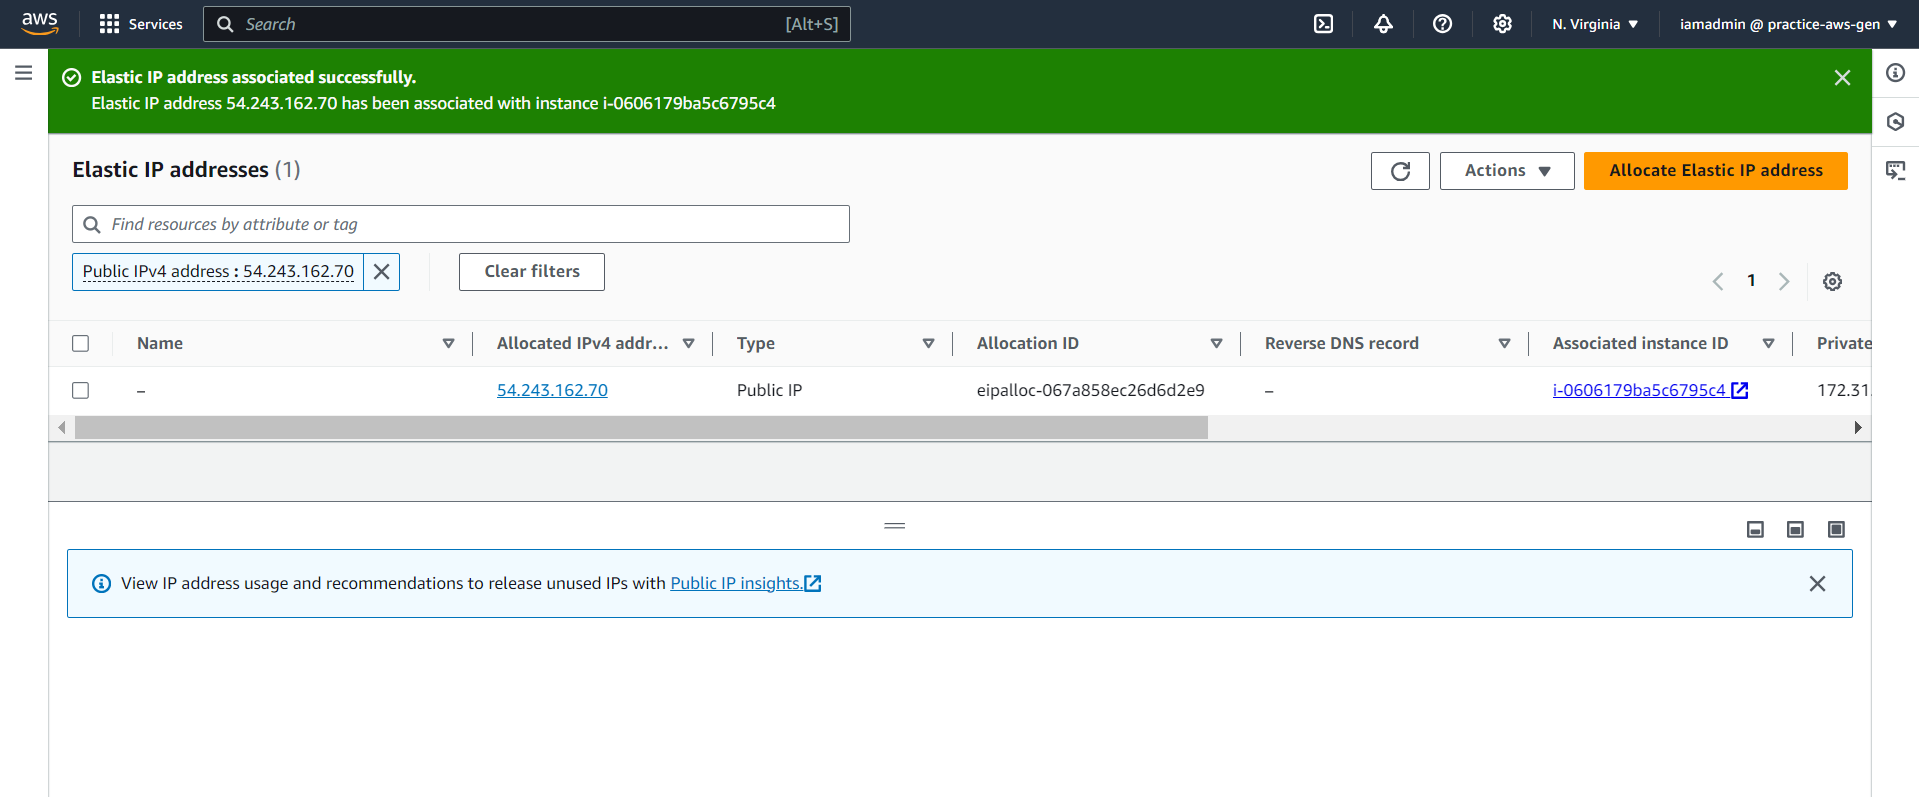 aws Services Search [Alt+S] N. Virginia iamadmin @ practice-aws-gen
Elastic IP address associated successfully.
Elastic IP address 54.243.162.70 has been associated with instance i-0606179ba5c6795c4
Elastic IP addresses (1) Actions Allocate Elastic IP address
Find resources by attribute or tag
Public IPv4 address : 54.243.162.70 Clear filters
1
Name Allocated IPv4 addr... Type Allocation ID Reverse DNS record Associated instance ID Private
– 54.243.162.70 Public IP eipalloc-067a858ec26d6d2e9 – i-0606179ba5c6795c4 172.31.
View IP address usage and recommendations to release unused IPs with Public IP insights.